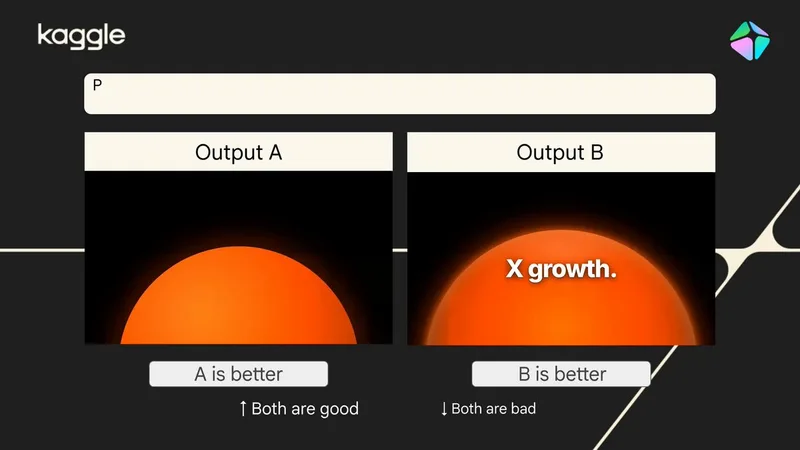 kaggle
P
Output A
Output B
X growth.
A is better
B is better
↑ Both are good
↓ Both are bad